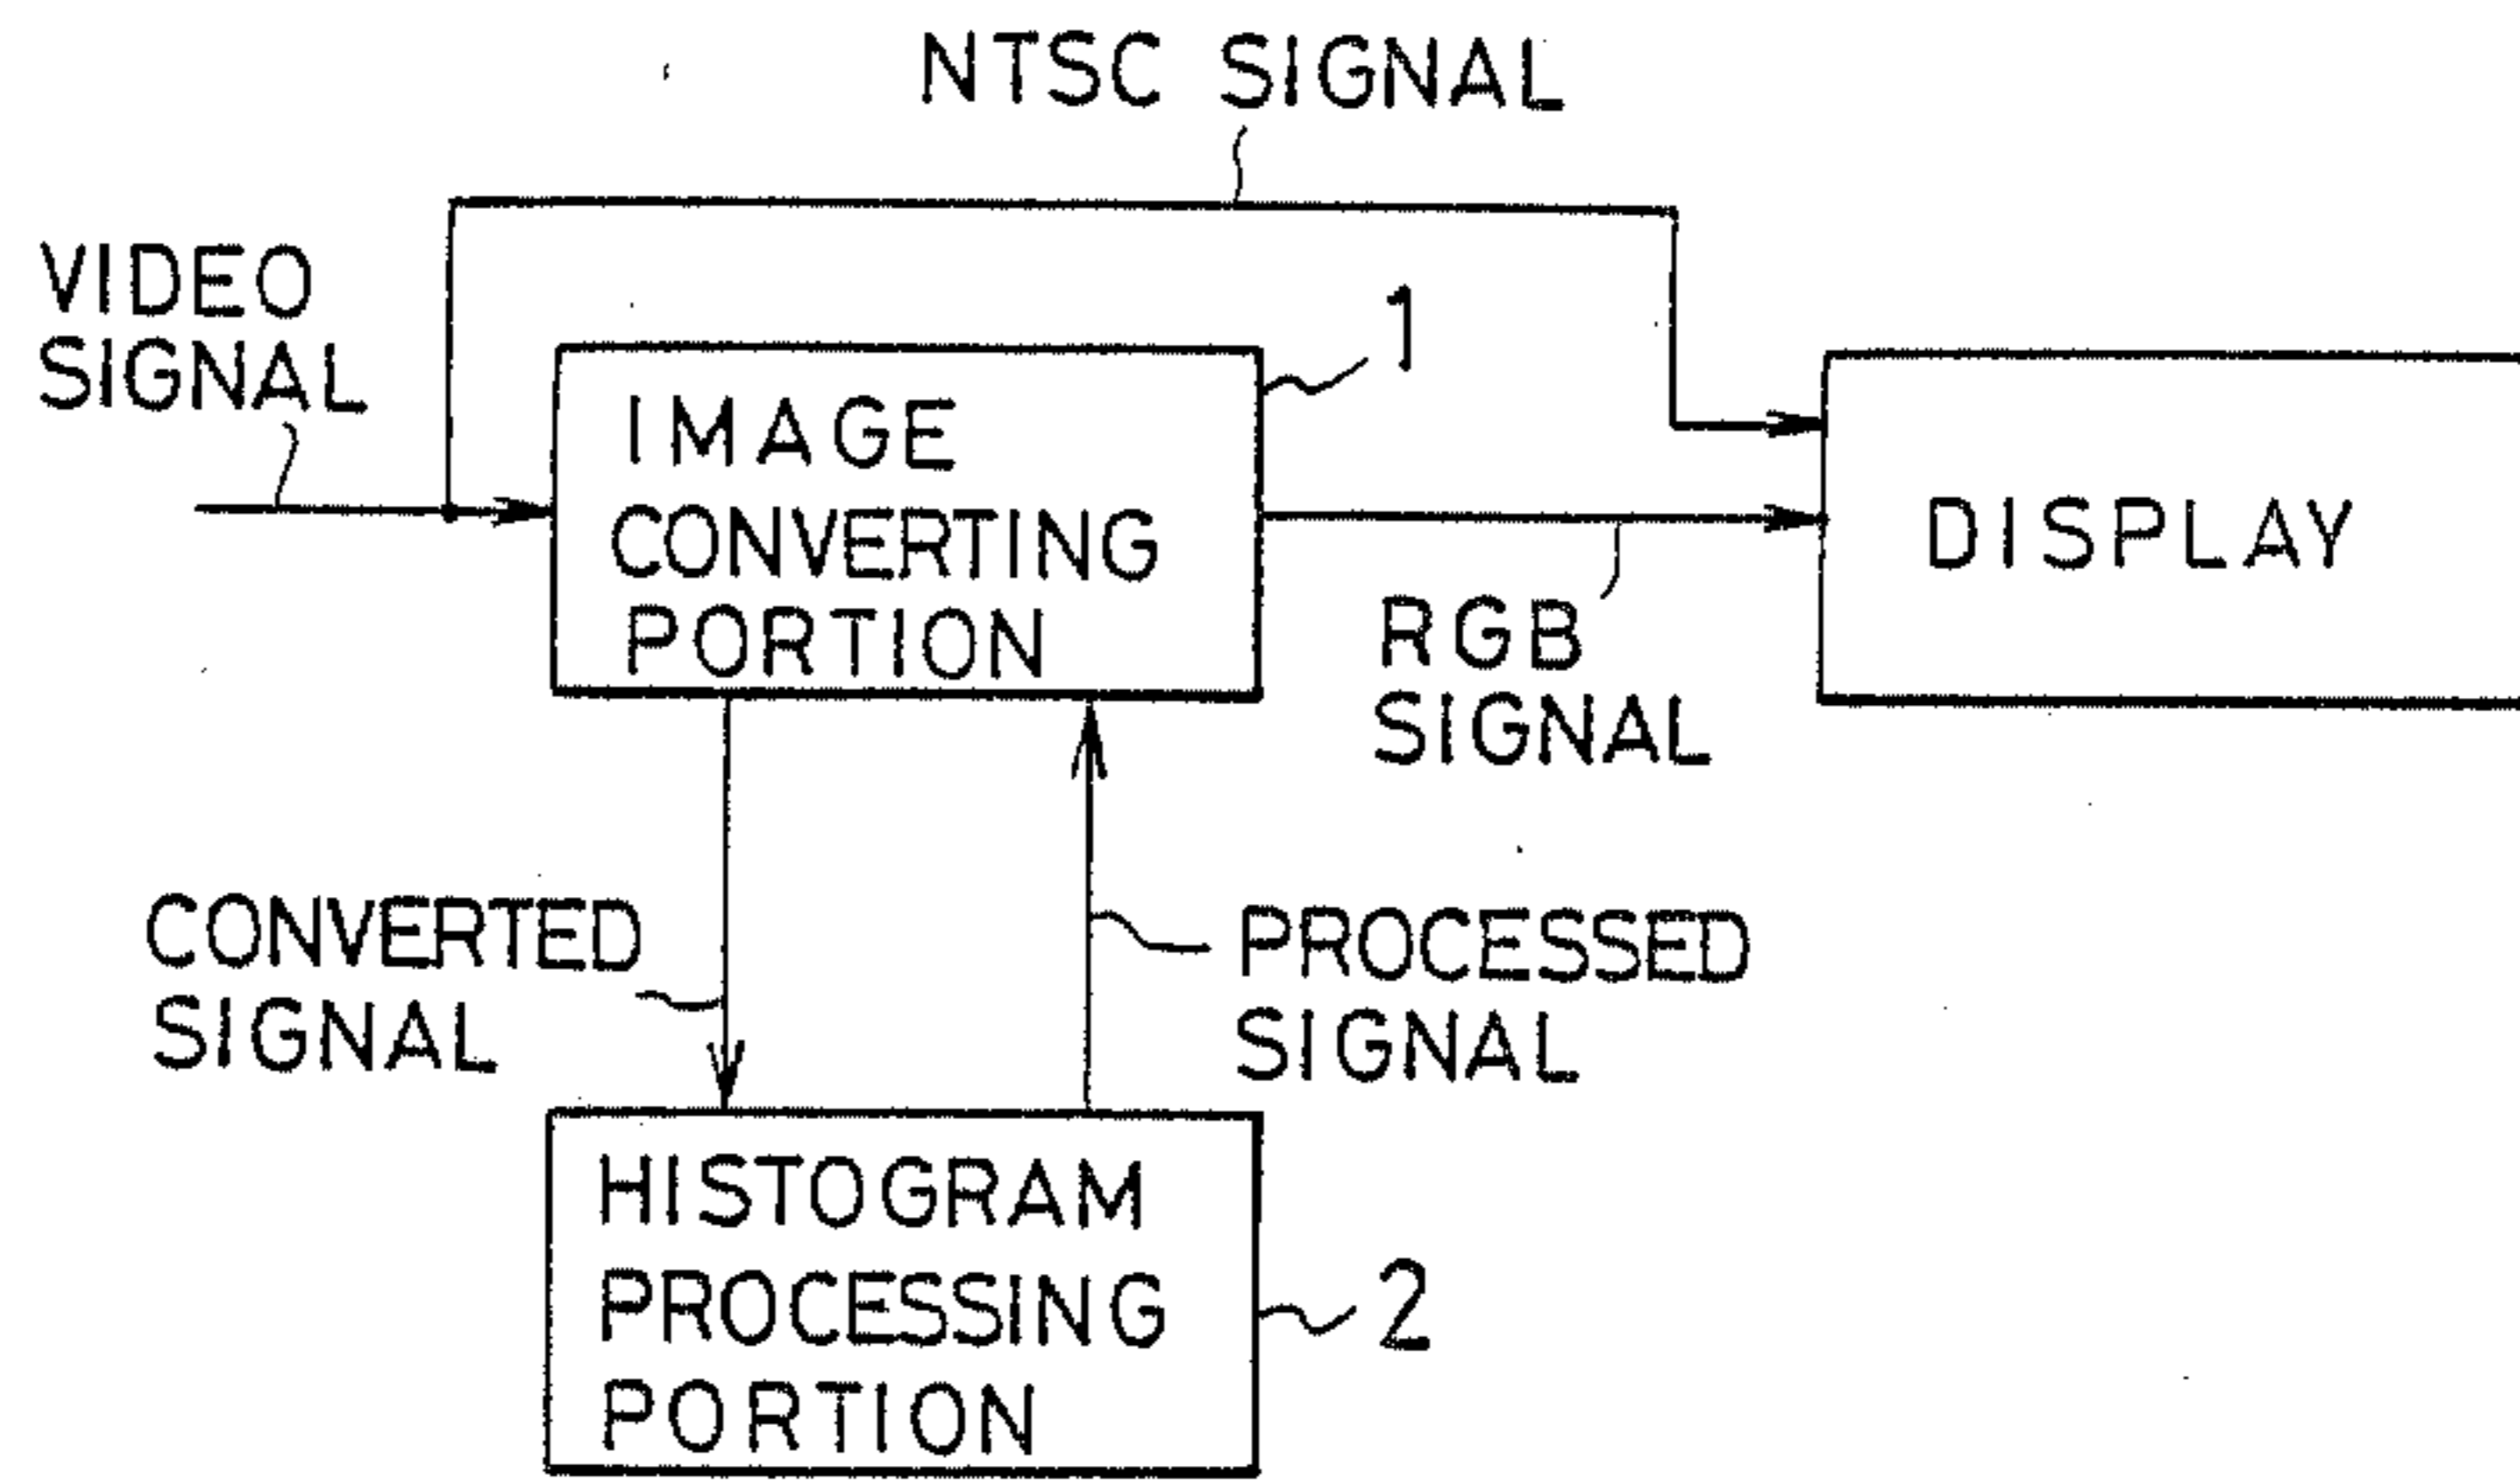 NTSC SIGNAL
VIDEO
SIGNAL
1
IMAGE
CONVERTING
PORTION
DISPLAY
RGB
SIGNAL
CONVERTED
SIGNAL
PROCESSED
SIGNAL
HISTOGRAM
PROCESSING
PORTION
2